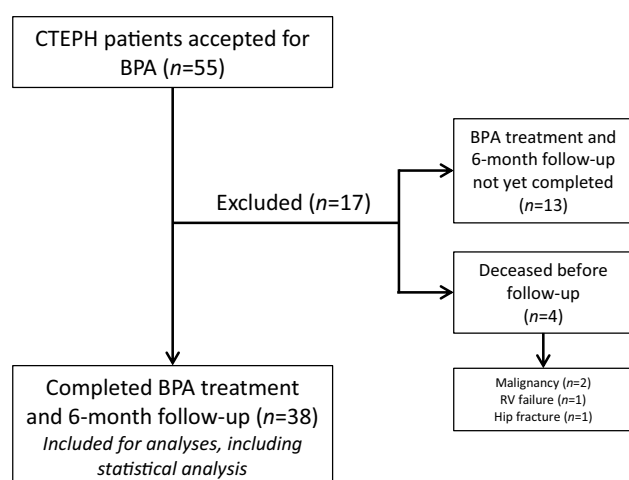 CTEPH patients accepted for
BPA (n=55)
Excluded (n=17)
BPA treatment and
6-month follow-up
not yet completed
(n=13)
Deceased before
follow-up
(n=4)
Malignancy (n=2)
RV failure (n=1)
Hip fracture (n=1)
Completed BPA treatment
and 6-month follow-up (n=38)
Included for analyses, including
statistical analysis